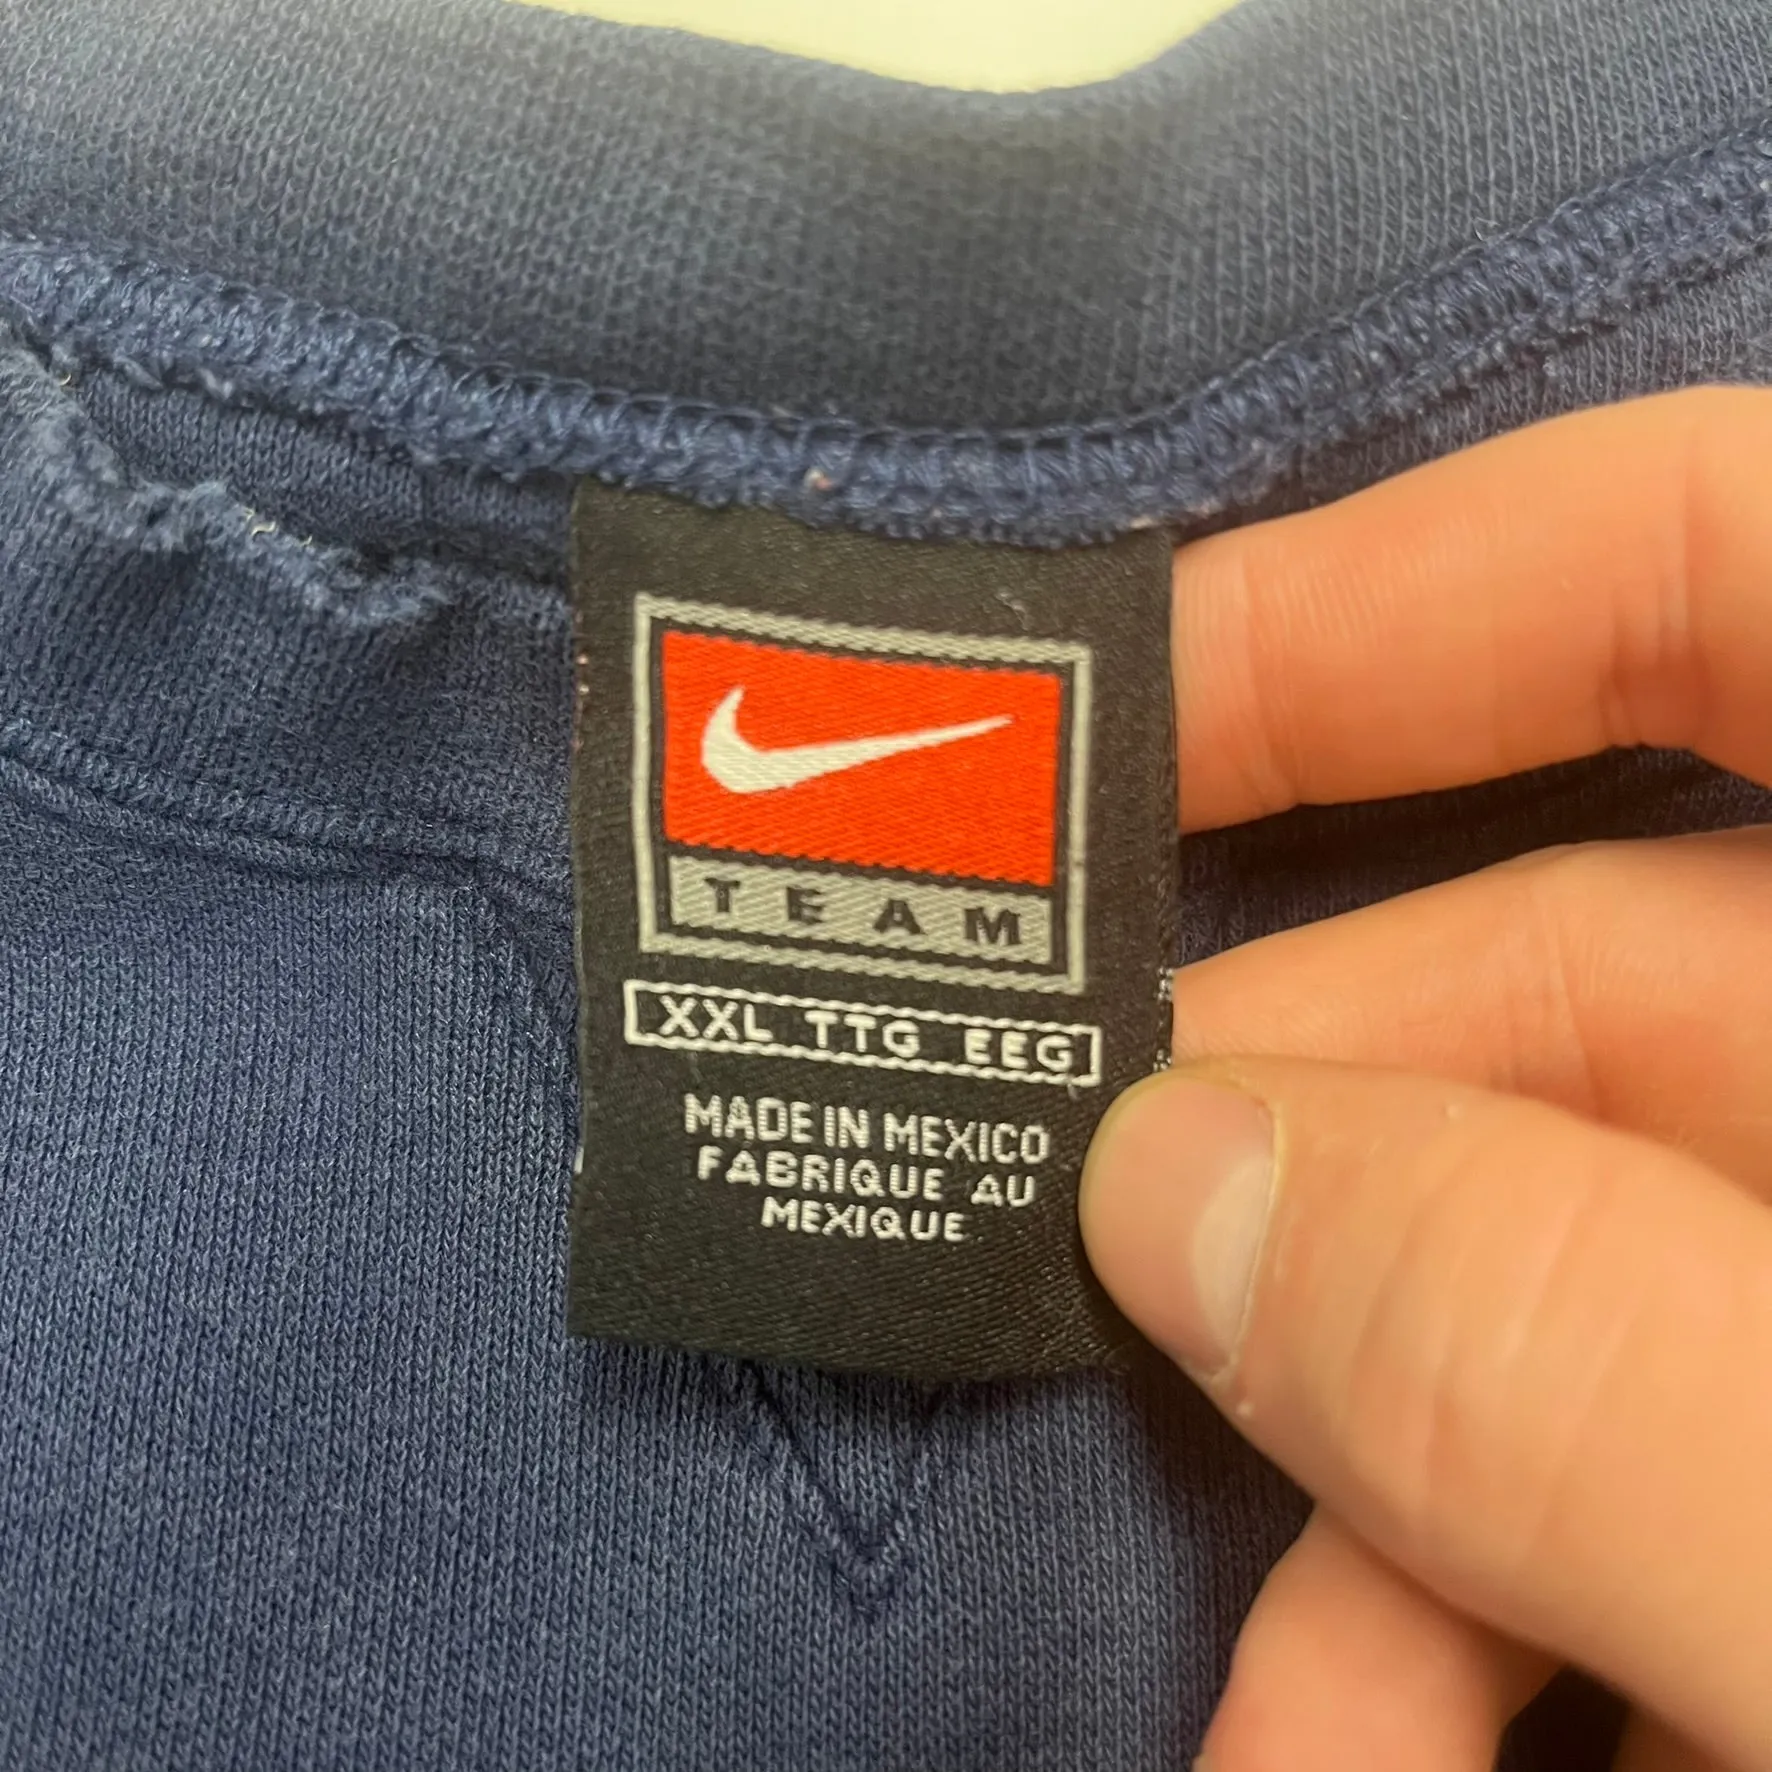 TEAM
XXL TTG EEG
MADE IN MEXICO
FABRIQUE AU
MEXIQUE